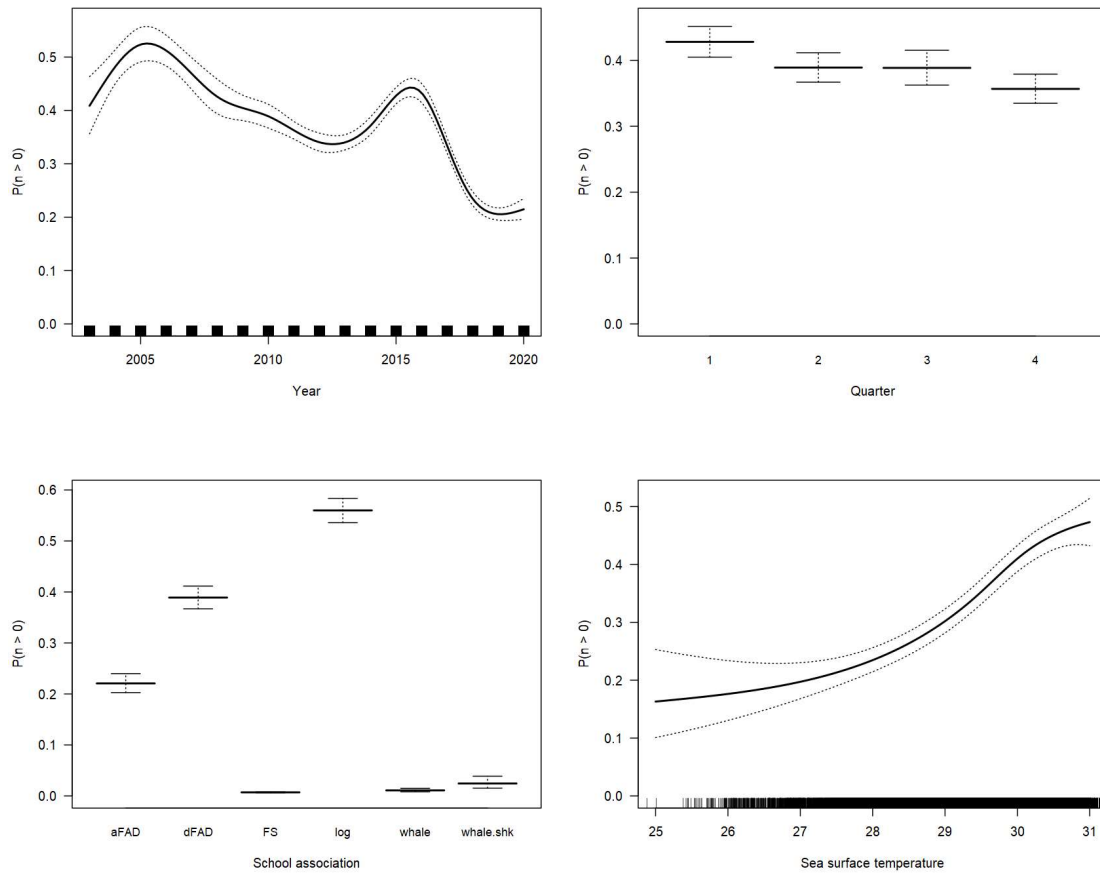 0.5
0.4
0.3
0.2
0.1
0.0
P(n > 0)
2005
2010
2015
2020
Year
0.4
0.3
0.2
0.1
0.0
P(n > 0)
1
2
3
4
Quarter
0.6
0.5
0.4
0.3
0.2
0.1
0.0
P(n > 0)
aFAD
dFAD
FS
log
whale
whale.shk
School association
0.5
0.4
0.3
0.2
0.1
0.0
P(n > 0)
25
26
27
28
29
30
31
Sea surface temperature